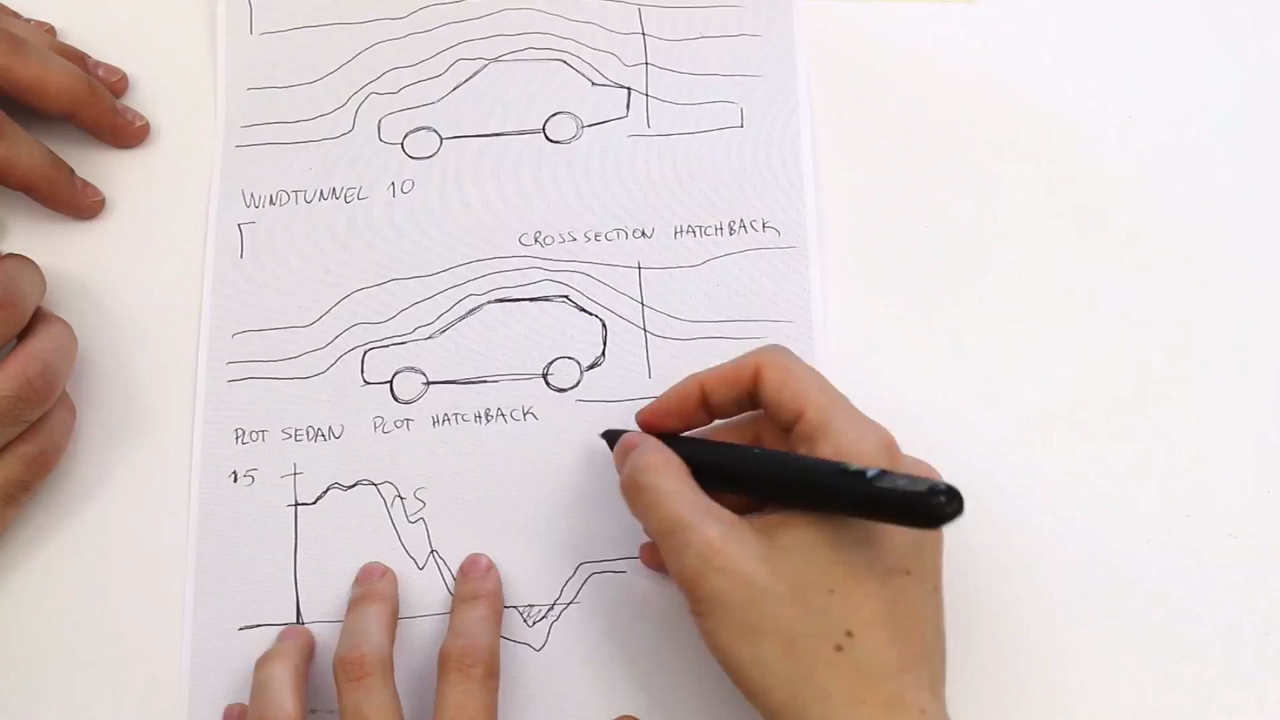 WINDTUNNEL 10
CROSSSECTION HATCHBACK
PLOT SEDAN PLOT HATCHBACK
15
S